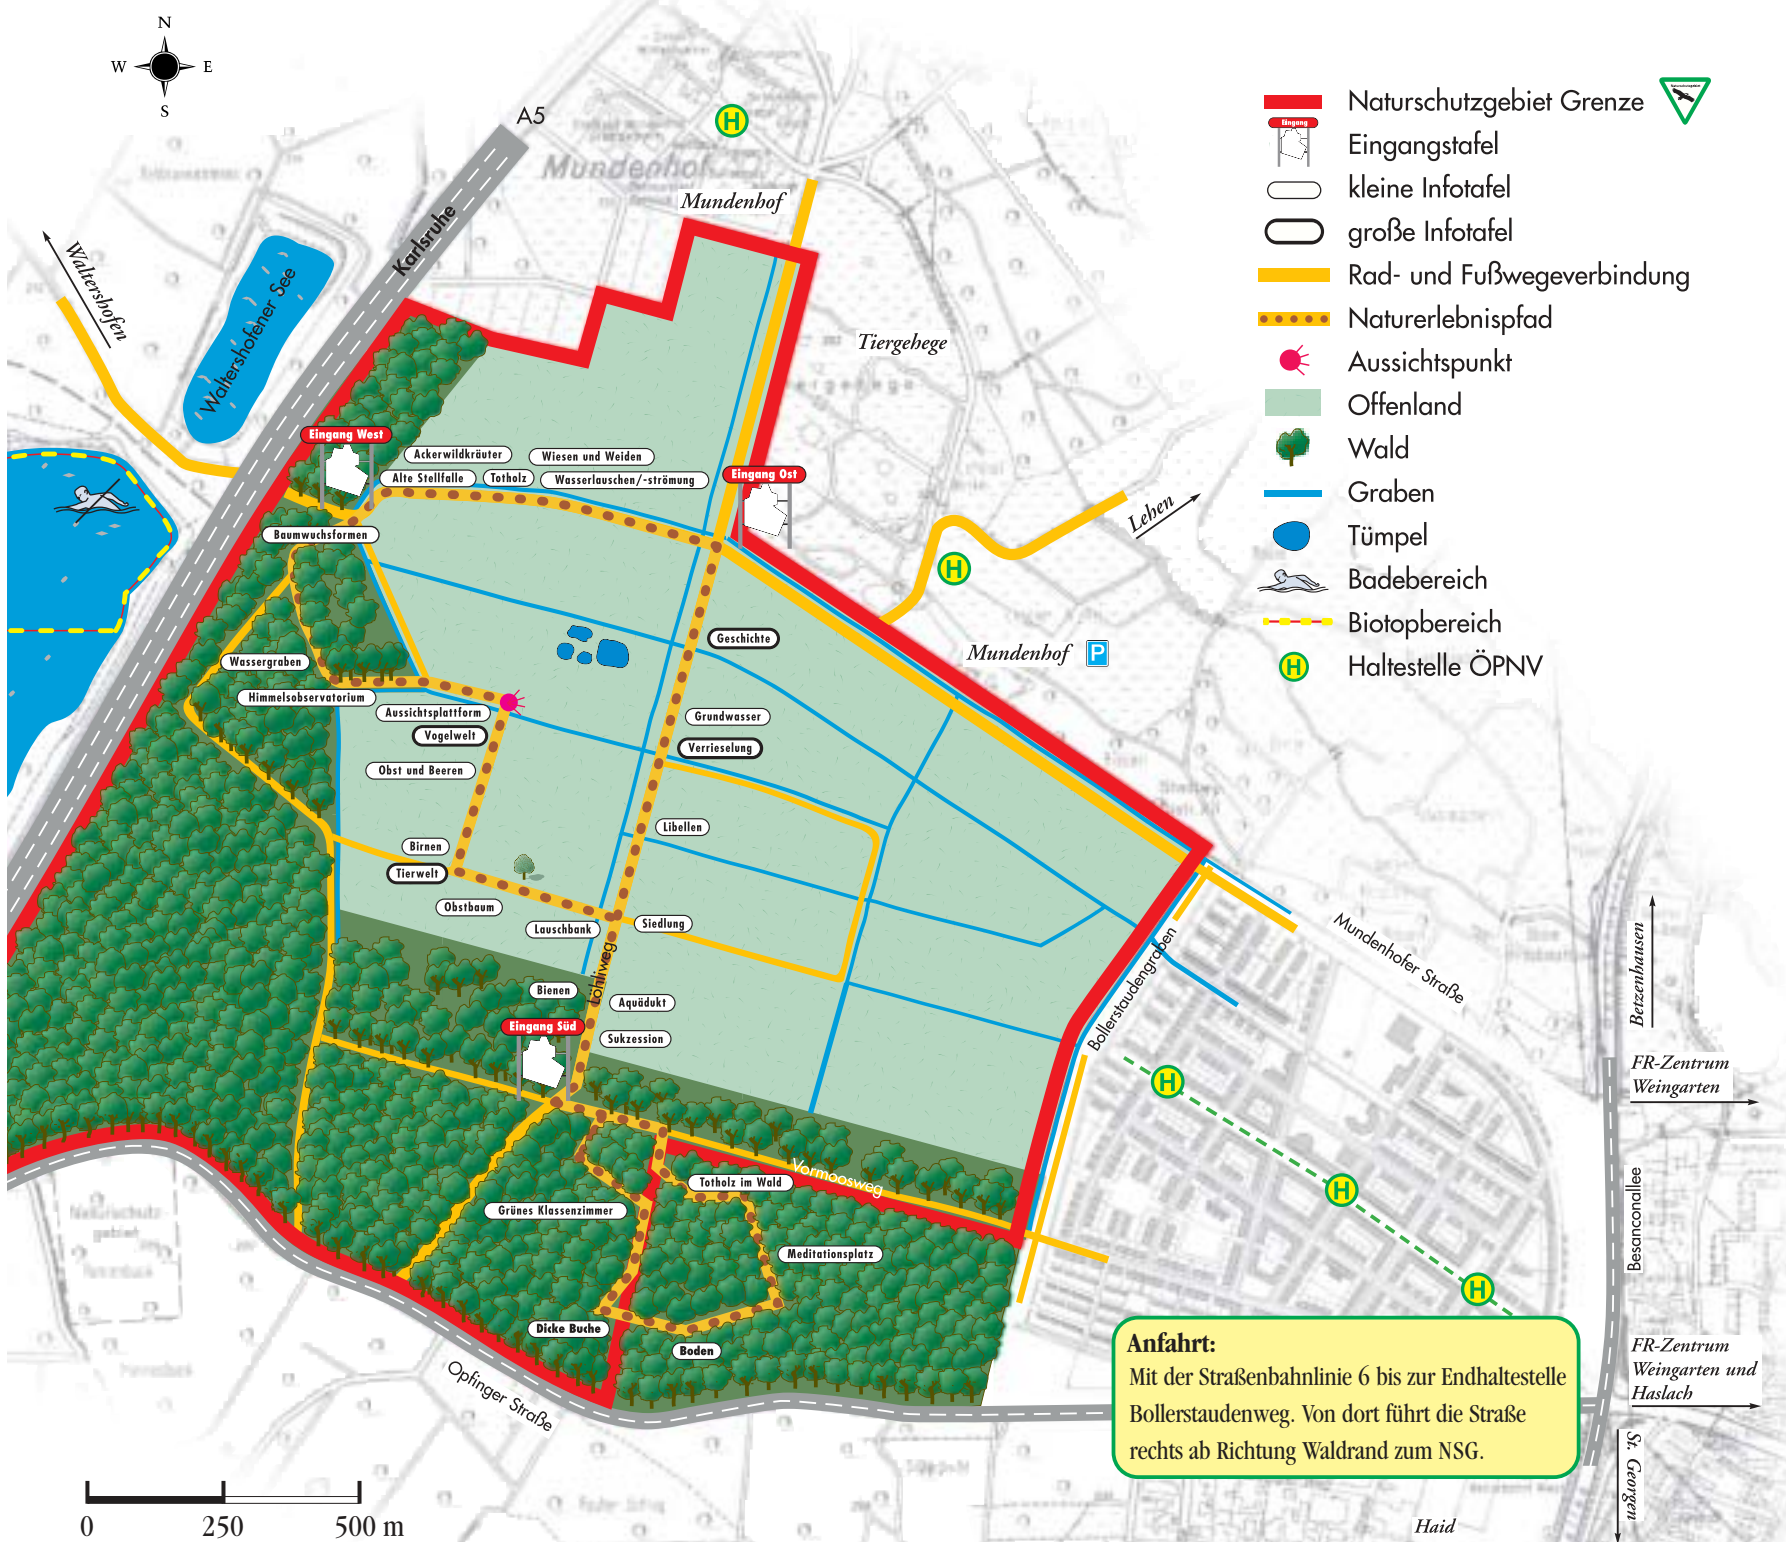 N
W
E
S
A5
Karlsruhe
Waltershofen
Waltershofener See
Mundenhof
Mundenhof
Tiergehege
Lehen
Mundenhof
P
H
H
H
H
H
Naturschutzgebiet Grenze
Eingang
Eingangstafel
kleine Infotafel
große Infotafel
Rad- und Fußwegeverbindung
Naturerlebnispfad
Aussichtspunkt
Offenland
Wald
Graben
Tümpel
Badebereich
Biotopbereich
H
Haltestelle ÖPNV
Eingang West
Ackerwildkräuter
Wiesen und Weiden
Alte Stellfalle
Totholz
Wasserlauschen/-strömung
Eingang Ost
Baumwuchsformen
Geschichte
Wassergraben
Himmelsobservatorium
Aussichtsplattform
Vogelwelt
Grundwasser
Verrieselung
Obst und Beeren
Libellen
Birnen
Tierwelt
Obstbaum
Lauschbank
Siedlung
Löhliweg
Bienen
Aquädukt
Eingang Süd
Sukzession
Vormoosweg
Totholz im Wald
Grünes Klassenzimmer
Meditationsplatz
Dicke Buche
Boden
Opfinger Straße
Bollerstaudengraben
Mundenhofer Straße
Betzenhausen
FR-Zentrum
Weingarten
Besanconallee
FR-Zentrum
Weingarten und
Haslach
St. Georgen
Haid
Anfahrt:
Mit der Straßenbahnlinie 6 bis zur Endhaltestelle
Bollerstaudenweg. Von dort führt die Straße
rechts ab Richtung Waldrand zum NSG.
0
250
500 m